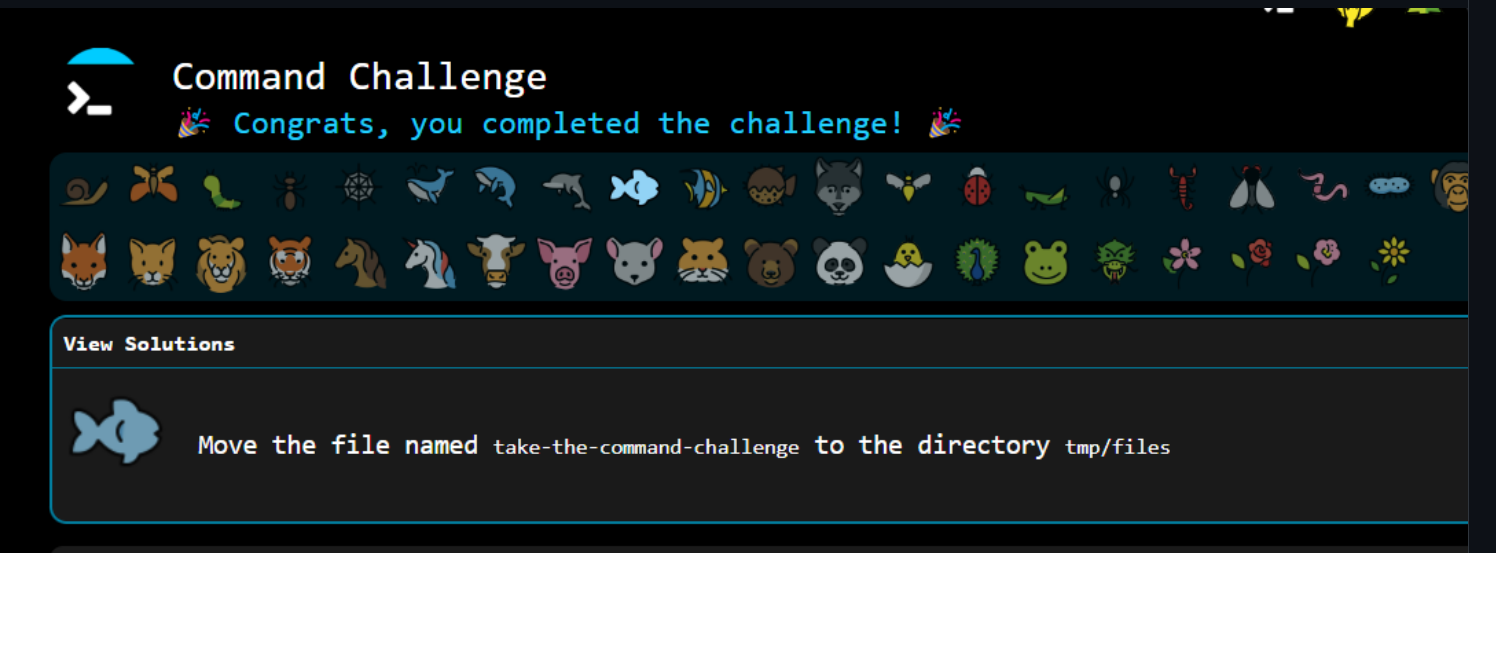 Command Challenge
🎉 Congrats, you completed the challenge! 🎉
View Solutions
Move the file named take-the-command-challenge to the directory tmp/files